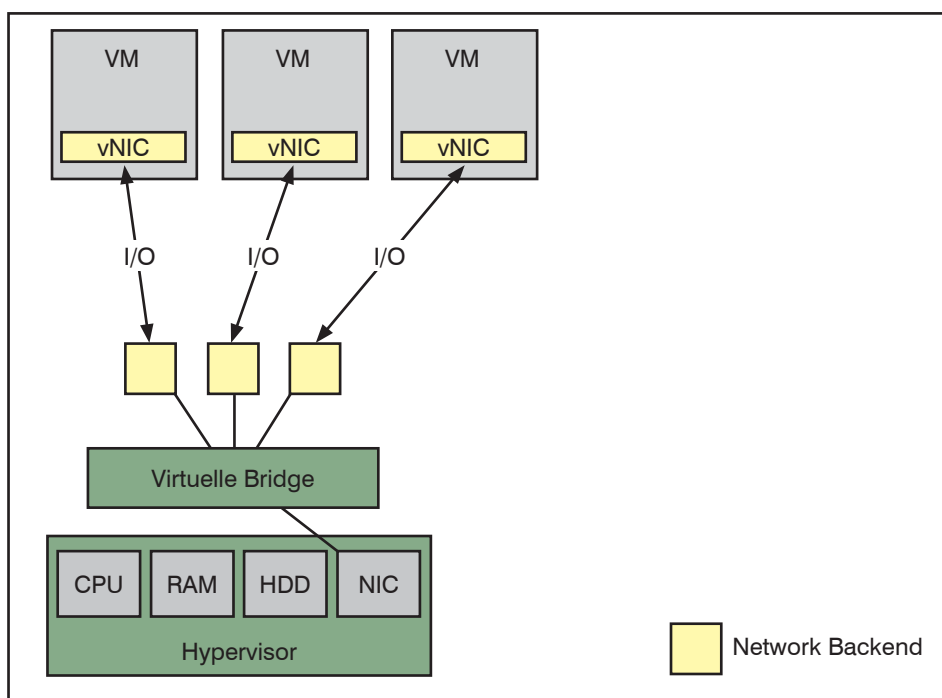 VM
VM
VM
vNIC
vNIC
vNIC
I/O
I/O
I/O
Virtuelle Bridge
CPU
RAM
HDD
NIC
Hypervisor
Network Backend